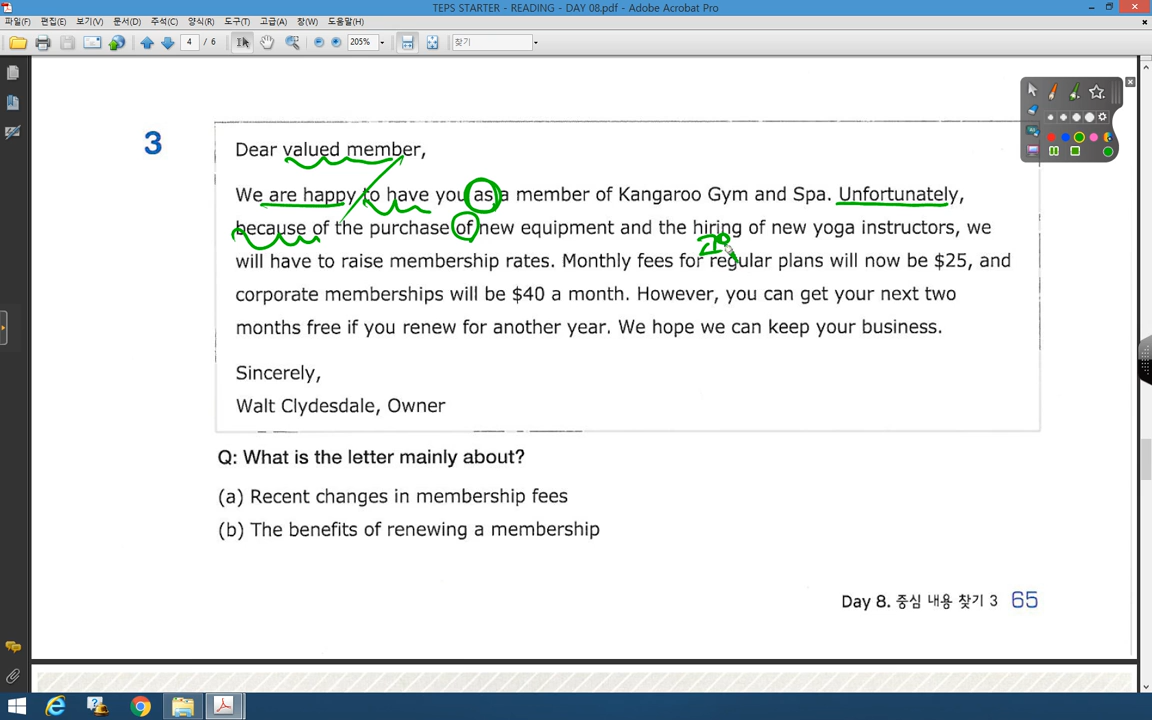 TEPS STARTER - READING - DAY 08.pdf - Adobe Acrobat Pro
파일(F) 편집(E) 보기(V) 문서(D) 주석(C) 양식(R) 도구(T) 고급(A) 창(W) 도움말(H)
4 / 6 205% 찾기
3
Dear valued member,
We are happy to have you as a member of Kangaroo Gym and Spa. Unfortunately,
because of the purchase of new equipment and the hiring of new yoga instructors, we
will have to raise membership rates. Monthly fees for regular plans will now be $25, and
corporate memberships will be $40 a month. However, you can get your next two
months free if you renew for another year. We hope we can keep your business.
Sincerely,
Walt Clydesdale, Owner
Q: What is the letter mainly about?
(a) Recent changes in membership fees
(b) The benefits of renewing a membership
Day 8. 중심 내용 찾기 3 65